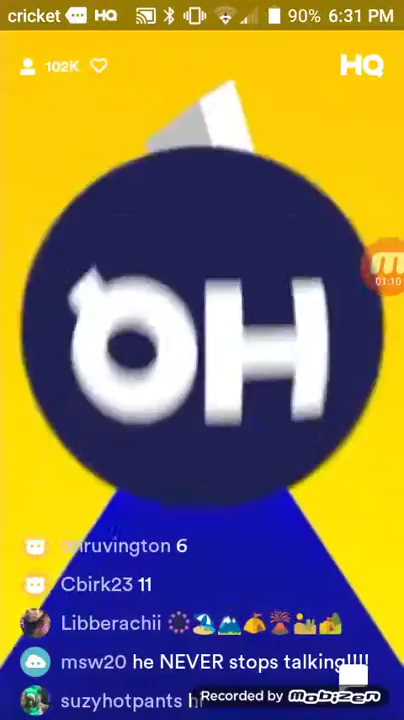 cricket HQ 90% 6:31 PM
102K HQ
01:10
OH
6
Cbirk23 11
Libberachii
msw20 he NEVER stops talking!!!!
suzyhotpants
Recorded by mobizen